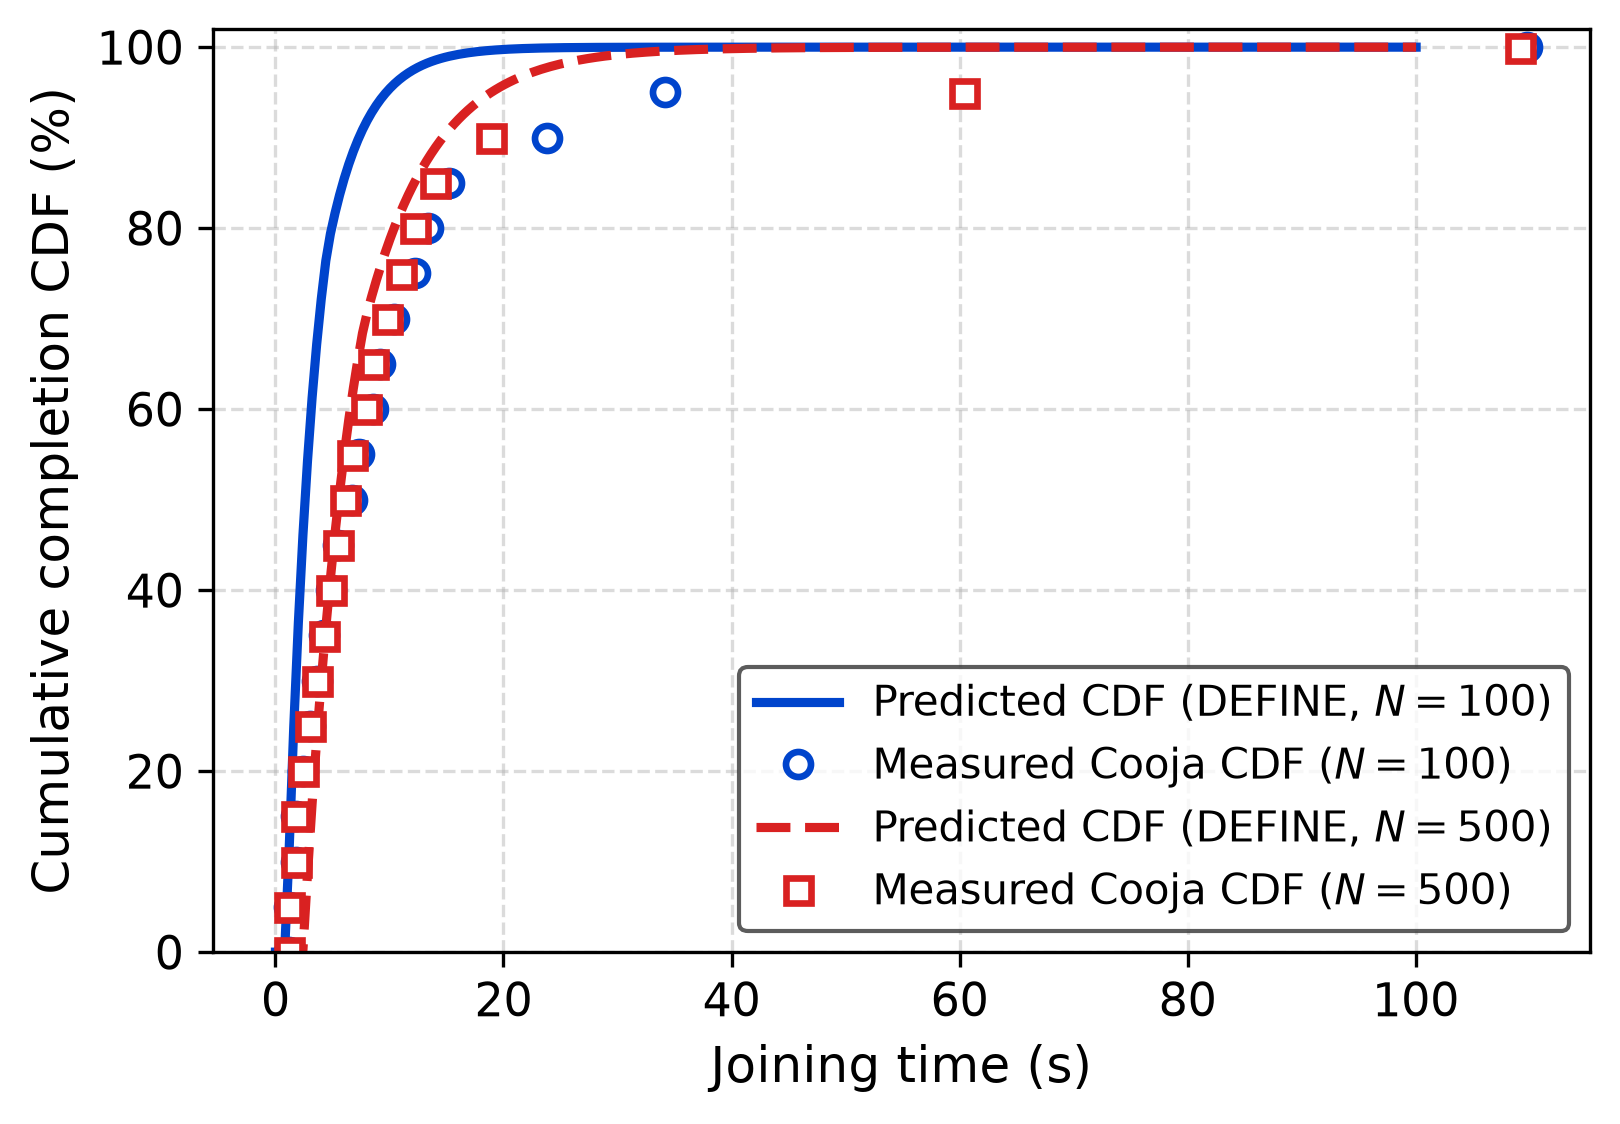 100
80
60
40
20
0
Cumulative completion CDF (%)
Predicted CDF (DEFINE, N = 100)
Measured Cooja CDF (N = 100)
Predicted CDF (DEFINE, N = 500)
Measured Cooja CDF (N = 500)
0 20 40 60 80 100
Joining time (s)